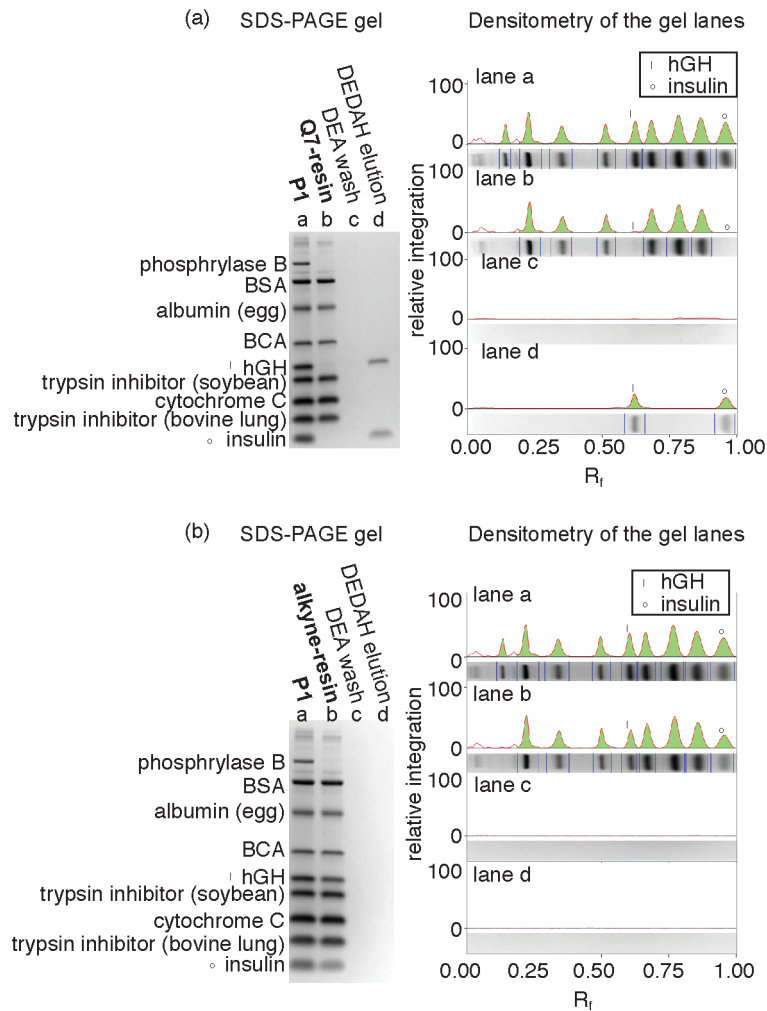 (a) SDS-PAGE gel
Densitometry of the gel lanes
P1
Q7-resin
DEA wash
DEDAH elution
a b c d
phosphrylase B
BSA
albumin (egg)
BCA
hGH
trypsin inhibitor (soybean)
cytochrome C
trypsin inhibitor (bovine lung)
insulin
relative integration
hGH
insulin
100
lane a
0
100
lane b
0
100
lane c
0
100
lane d
0
0.00 0.25 0.50 0.75 1.00
Rf
(b) SDS-PAGE gel
Densitometry of the gel lanes
P1
alkyne-resin
DEA wash
DEDAH elution
a b c d
phosphrylase B
BSA
albumin (egg)
BCA
hGH
trypsin inhibitor (soybean)
cytochrome C
trypsin inhibitor (bovine lung)
insulin
relative integration
hGH
insulin
100
lane a
0
100
lane b
0
100
lane c
0
100
lane d
0
0.00 0.25 0.50 0.75 1.00
Rf